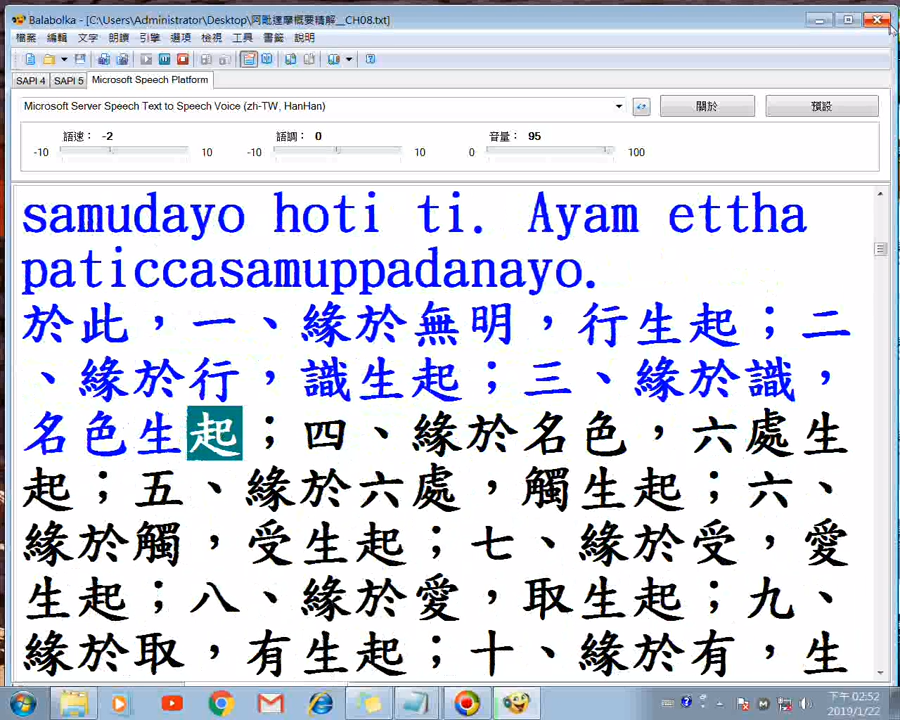 Balabolka - [C:\Users\Administrator\Desktop\阿毗達摩概要精解__CH08.txt]
檔案 編輯 文字 朗讀 引擎 選項 檢視 工具 書籤 說明
SAPI 4 SAPI 5 Microsoft Speech Platform
Microsoft Server Speech Text to Speech Voice (zh-TW, HanHan) 關於 預設
語速： -2 語調： 0 音量： 95
-10 10 -10 10 0 100
samudayo hoti ti. Ayam ettha
paticcasamuppadanayo.
於此，一、緣於無明，行生起；二
、緣於行，識生起；三、緣於識，
名色生起；四、緣於名色，六處生
起；五、緣於六處，觸生起；六、
緣於觸，受生起；七、緣於受，愛
生起；八、緣於愛，取生起；九、
緣於取，有生起；十、緣於有，生
下午 02:52
2019/1/22